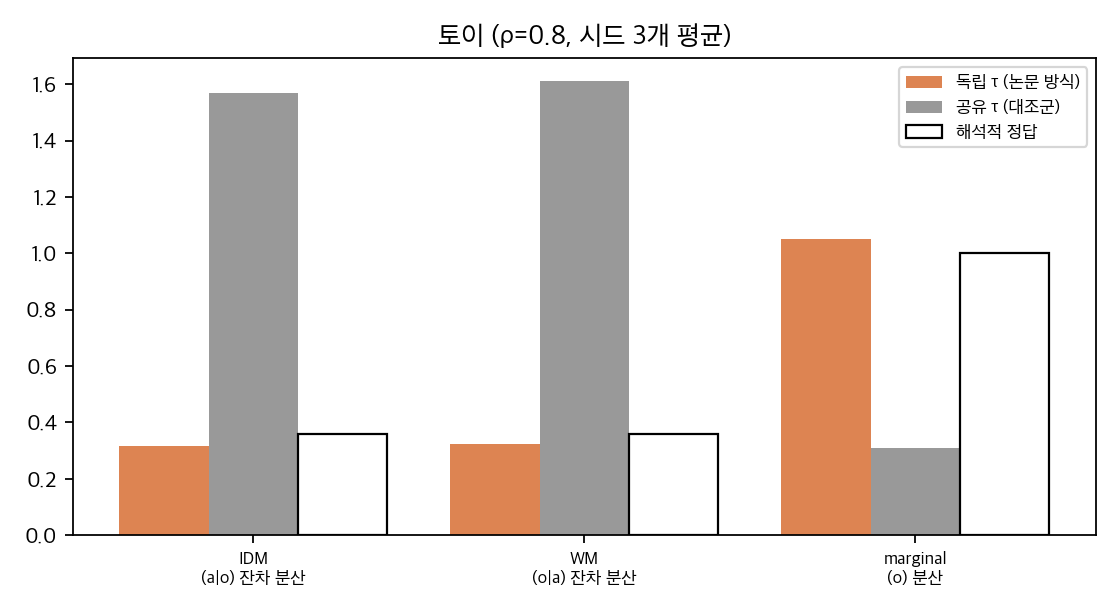 토이 (ρ=0.8, 시드 3개 평균)
독립 τ (논문 방식)
공유 τ (대조군)
해석적 정답
1.6
1.4
1.2
1.0
0.8
0.6
0.4
0.2
0.0
IDM
(a|o) 잔차 분산
WM
(o|a) 잔차 분산
marginal
(o) 분산